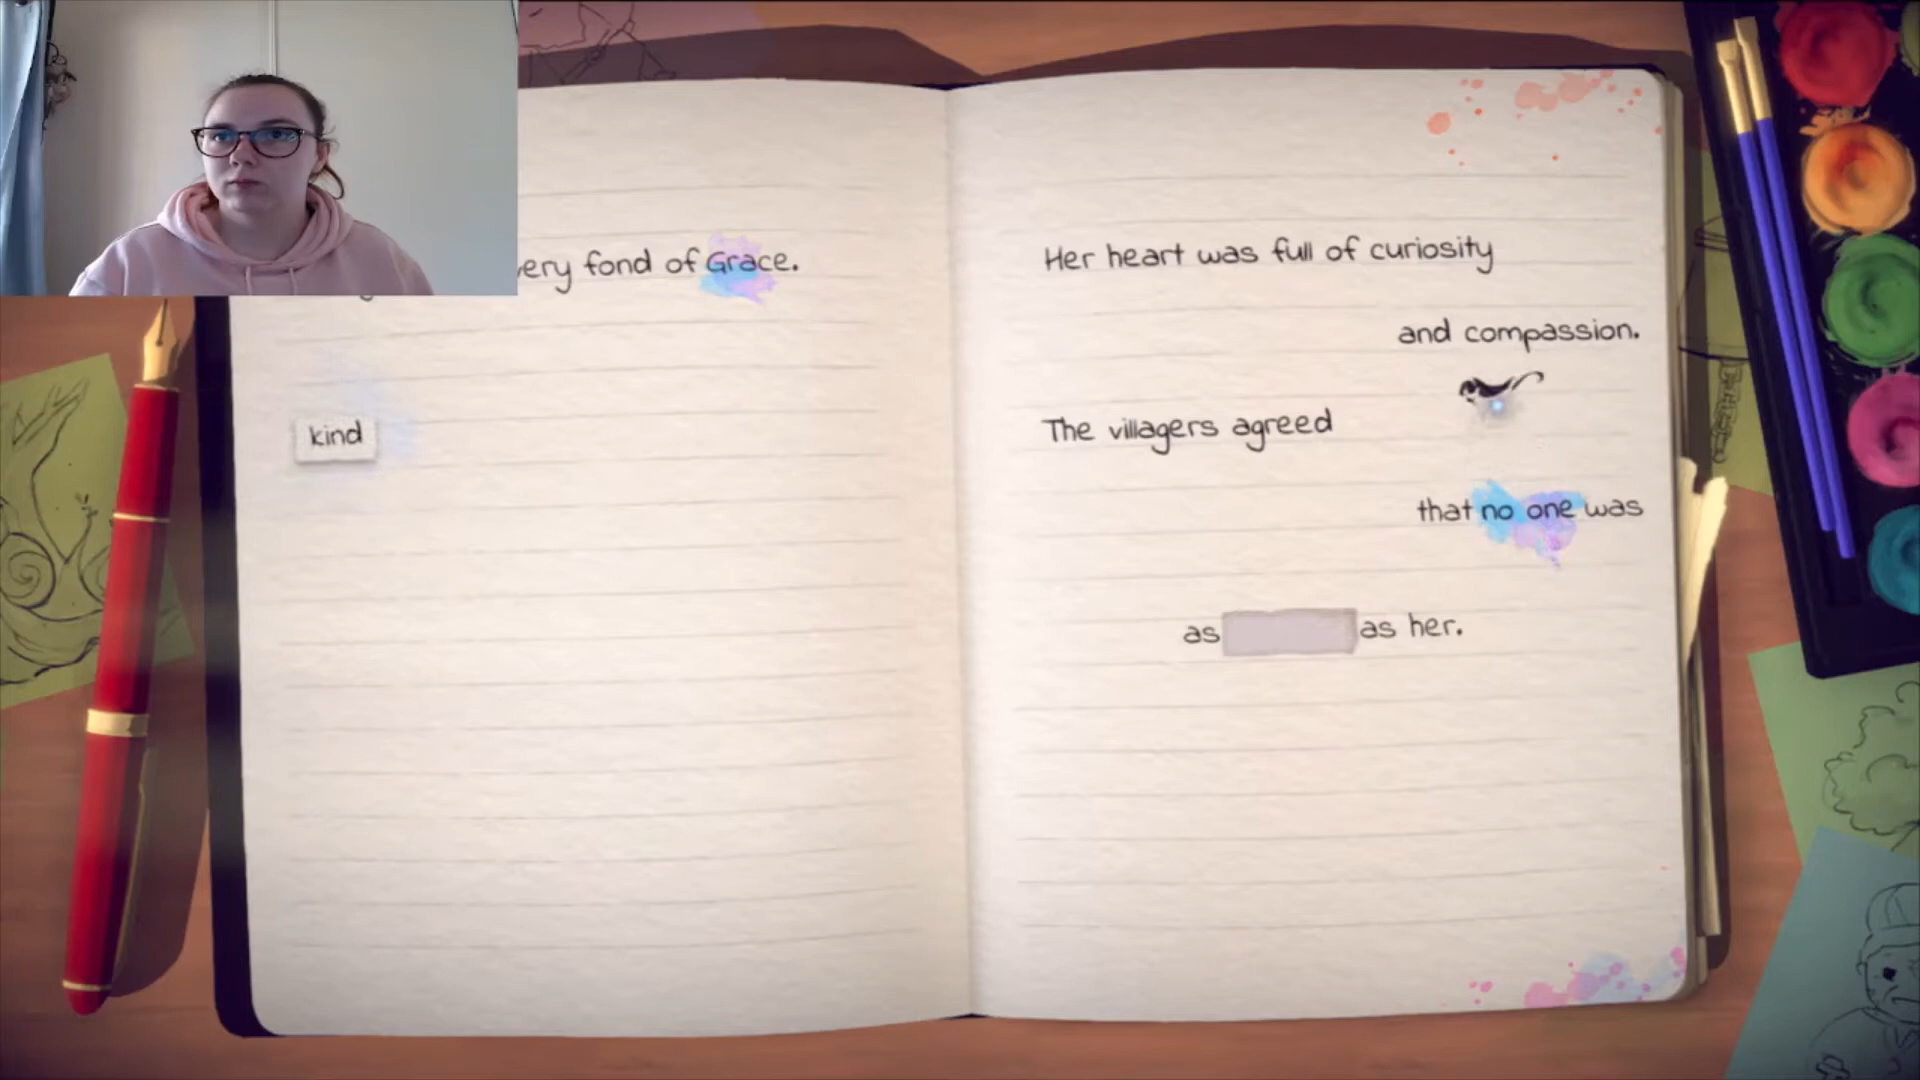 ery fond of Grace.
kind
Her heart was full of curiosity
and compassion.
The villagers agreed
that no one was
as
as her.